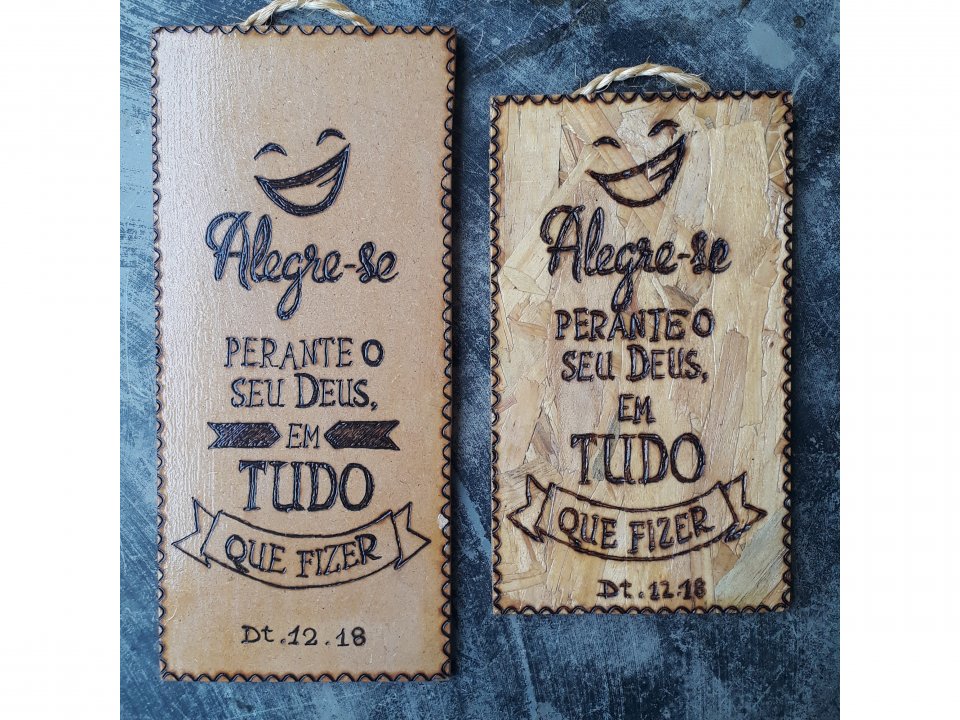 Alegre-se
PERANTE O
SEU DEUS,
EM
TUDO
QUE FIZER
Dt.12.18
Alegre-se
PERANTE O
SEU DEUS,
EM
TUDO
QUE FIZER
Dt.12.18